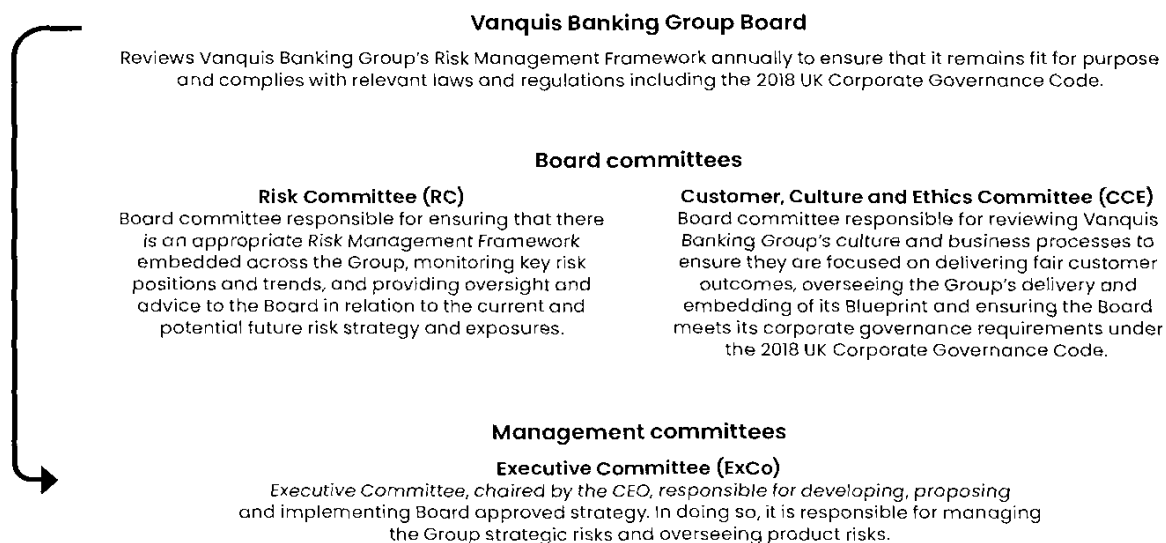 Vanquis Banking Group Board
Reviews Vanquis Banking Group's Risk Management Framework annually to ensure that it remains fit for purpose
and complies with relevant laws and regulations including the 2018 UK Corporate Governance Code.
Board committees
Risk Committee (RC)
Board committee responsible for ensuring that there
is an appropriate Risk Management Framework
embedded across the Group, monitoring key risk
positions and trends, and providing oversight and
advice to the Board in relation to the current and
potential future risk strategy and exposures.
Customer, Culture and Ethics Committee (CCE)
Board committee responsible for reviewing Vanquis
Banking Group's culture and business processes to
ensure they are focused on delivering fair customer
outcomes, overseeing the Group's delivery and
embedding of its Blueprint and ensuring the Board
meets its corporate governance requirements under
the 2018 UK Corporate Governance Code.
Management committees
Executive Committee (ExCo)
Executive Committee, chaired by the CEO, responsible for developing, proposing
and implementing Board approved strategy. In doing so, it is responsible for managing
the Group strategic risks and overseeing product risks.